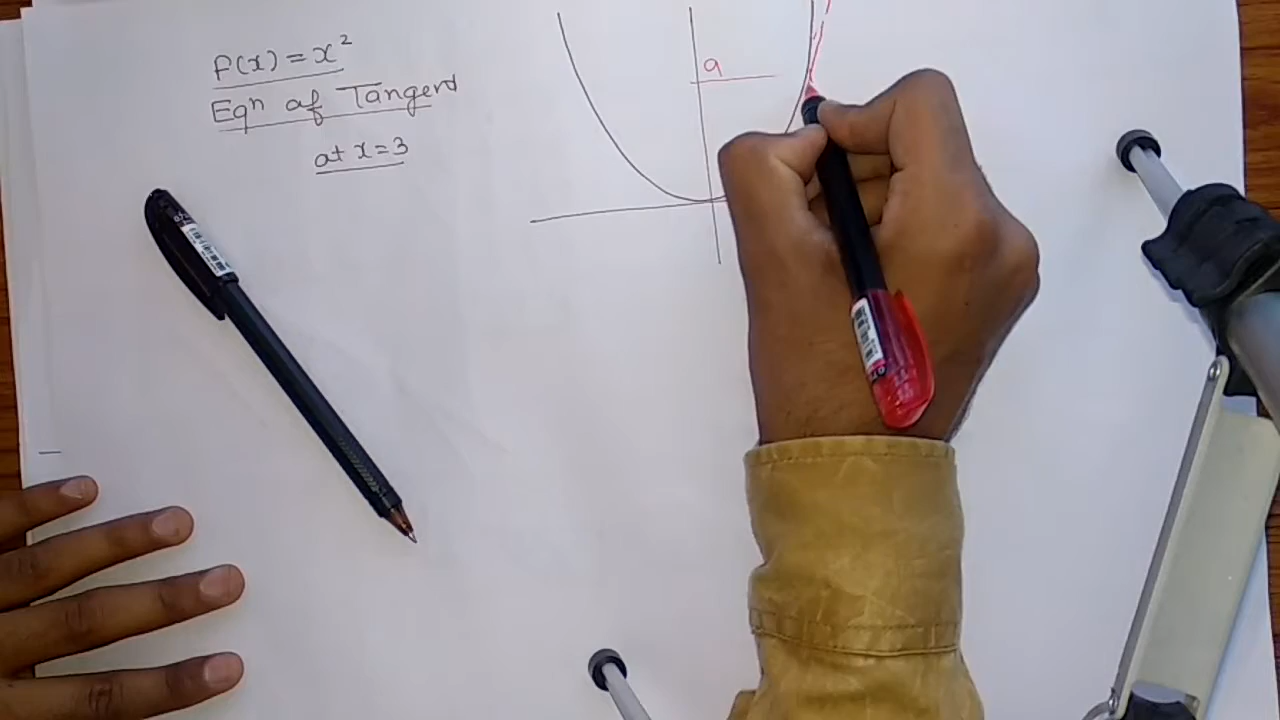 f(x) = x²
Eqⁿ of Tangent
at x=3
9